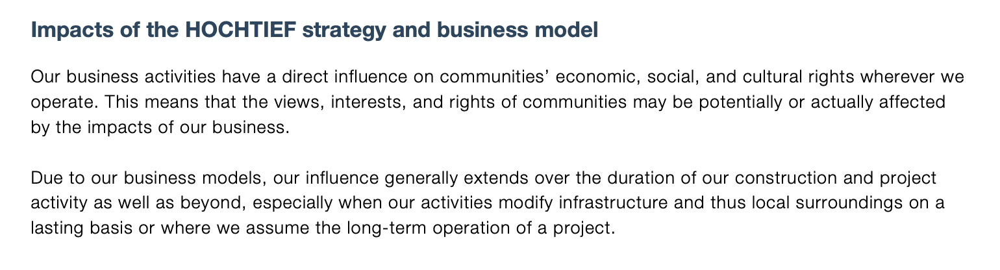 Impacts of the HOCHTIEF strategy and business model
Our business activities have a direct influence on communities’ economic, social, and cultural rights wherever we
operate. This means that the views, interests, and rights of communities may be potentially or actually affected
by the impacts of our business.
Due to our business models, our influence generally extends over the duration of our construction and project
activity as well as beyond, especially when our activities modify infrastructure and thus local surroundings on a
lasting basis or where we assume the long-term operation of a project.